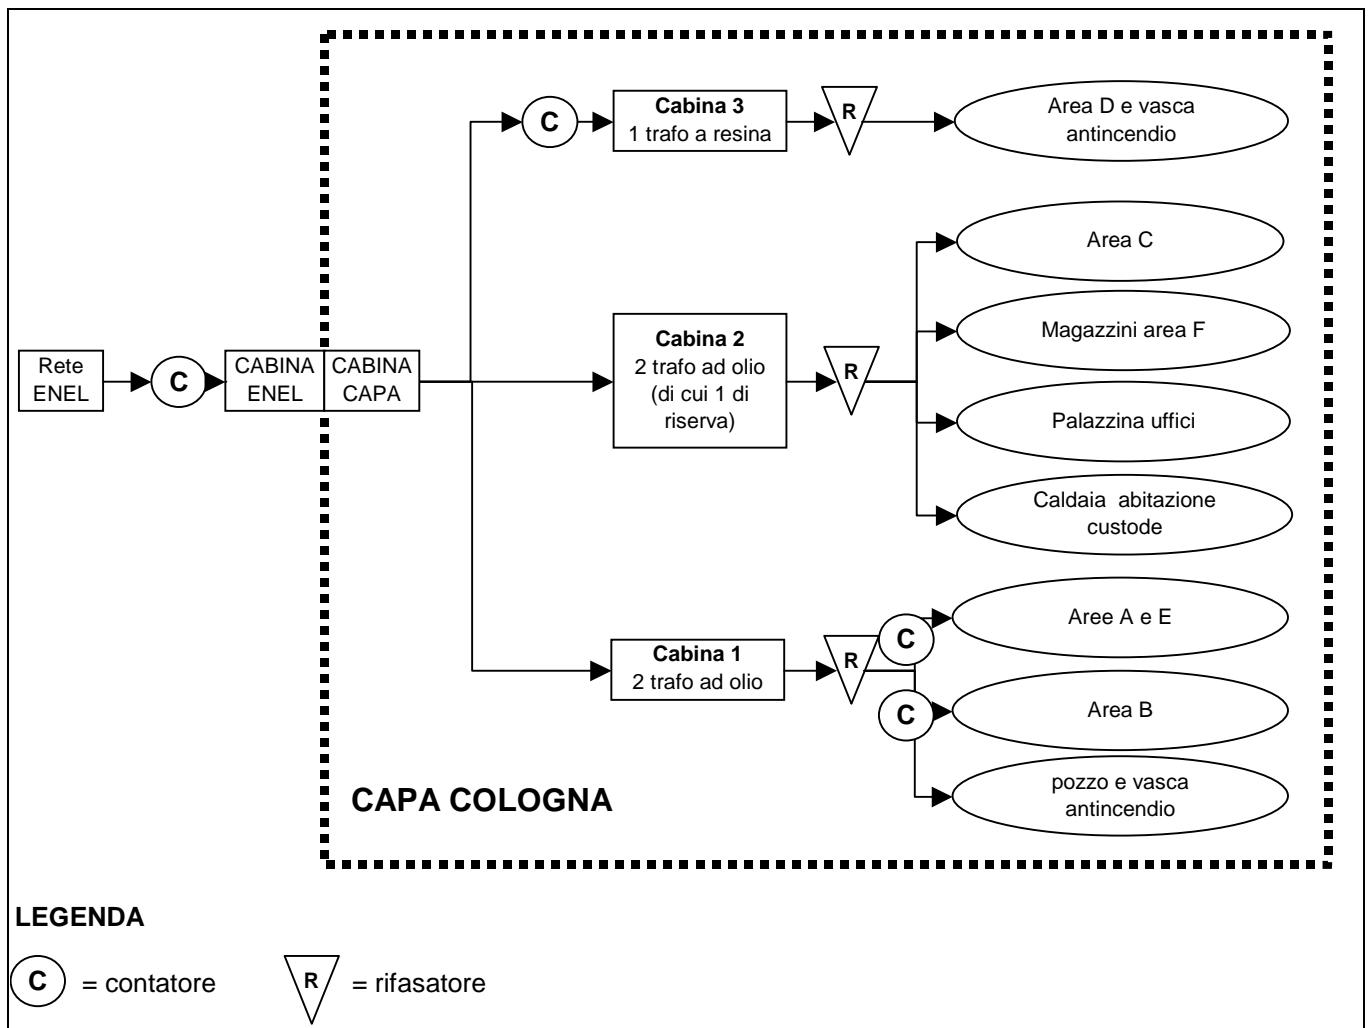 C
Cabina 3
1 trafo a resina
R
Area D e vasca
antincendio
Area C
Magazzini area F
Rete
ENEL
C
CABINA
ENEL
CABINA
CAPA
Cabina 2
2 trafo ad olio
(di cui 1 di
riserva)
R
Palazzina uffici
Caldaia abitazione
custode
Cabina 1
2 trafo ad olio
R
C
Aree A e E
C
Area B
pozzo e vasca
antincendio
CAPA COLOGNA
LEGENDA
C = contatore
R = rifasatore